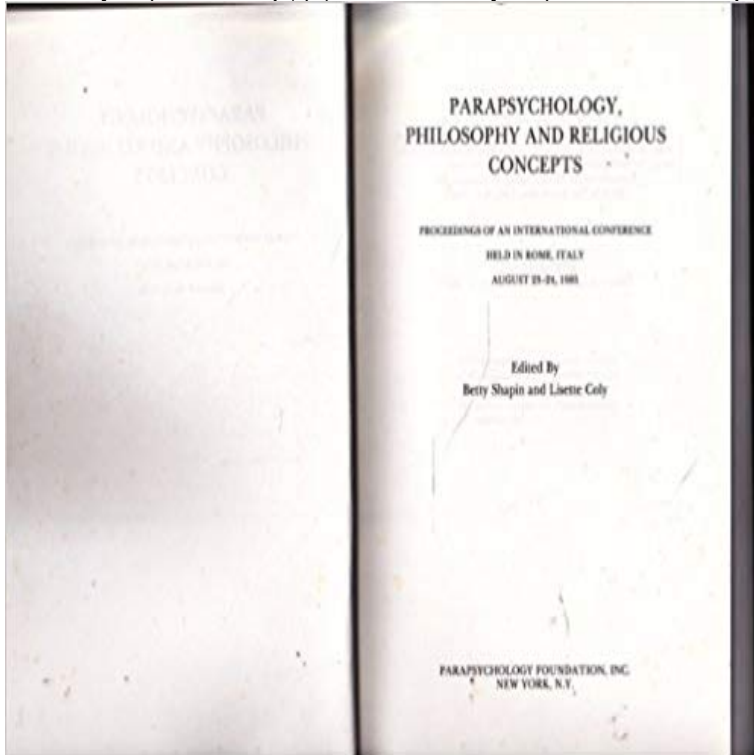 PARAPSYCHOLOGY,
PHILOSOPHY AND RELIGIOUS
CONCEPTS
PROCEEDINGS OF AN INTERNATIONAL CONFERENCE
HELD IN ROME, ITALY
AUGUST
Edited By
Betty Shapin and Lisette Coly
PARAPSYCHOLOGY FOUNDATION, INC.
NEW YORK, N.Y.